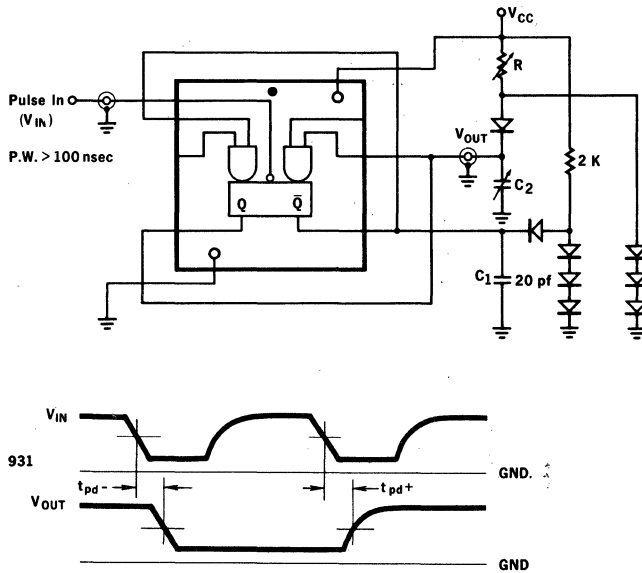 VCC
R
Pulse In
(VIN)
VOUT
P.W. > 100 nsec
2 K
C2
Q Q̄
C1 20 pf
VIN
931
GND.
tpd- tpd+
VOUT
GND